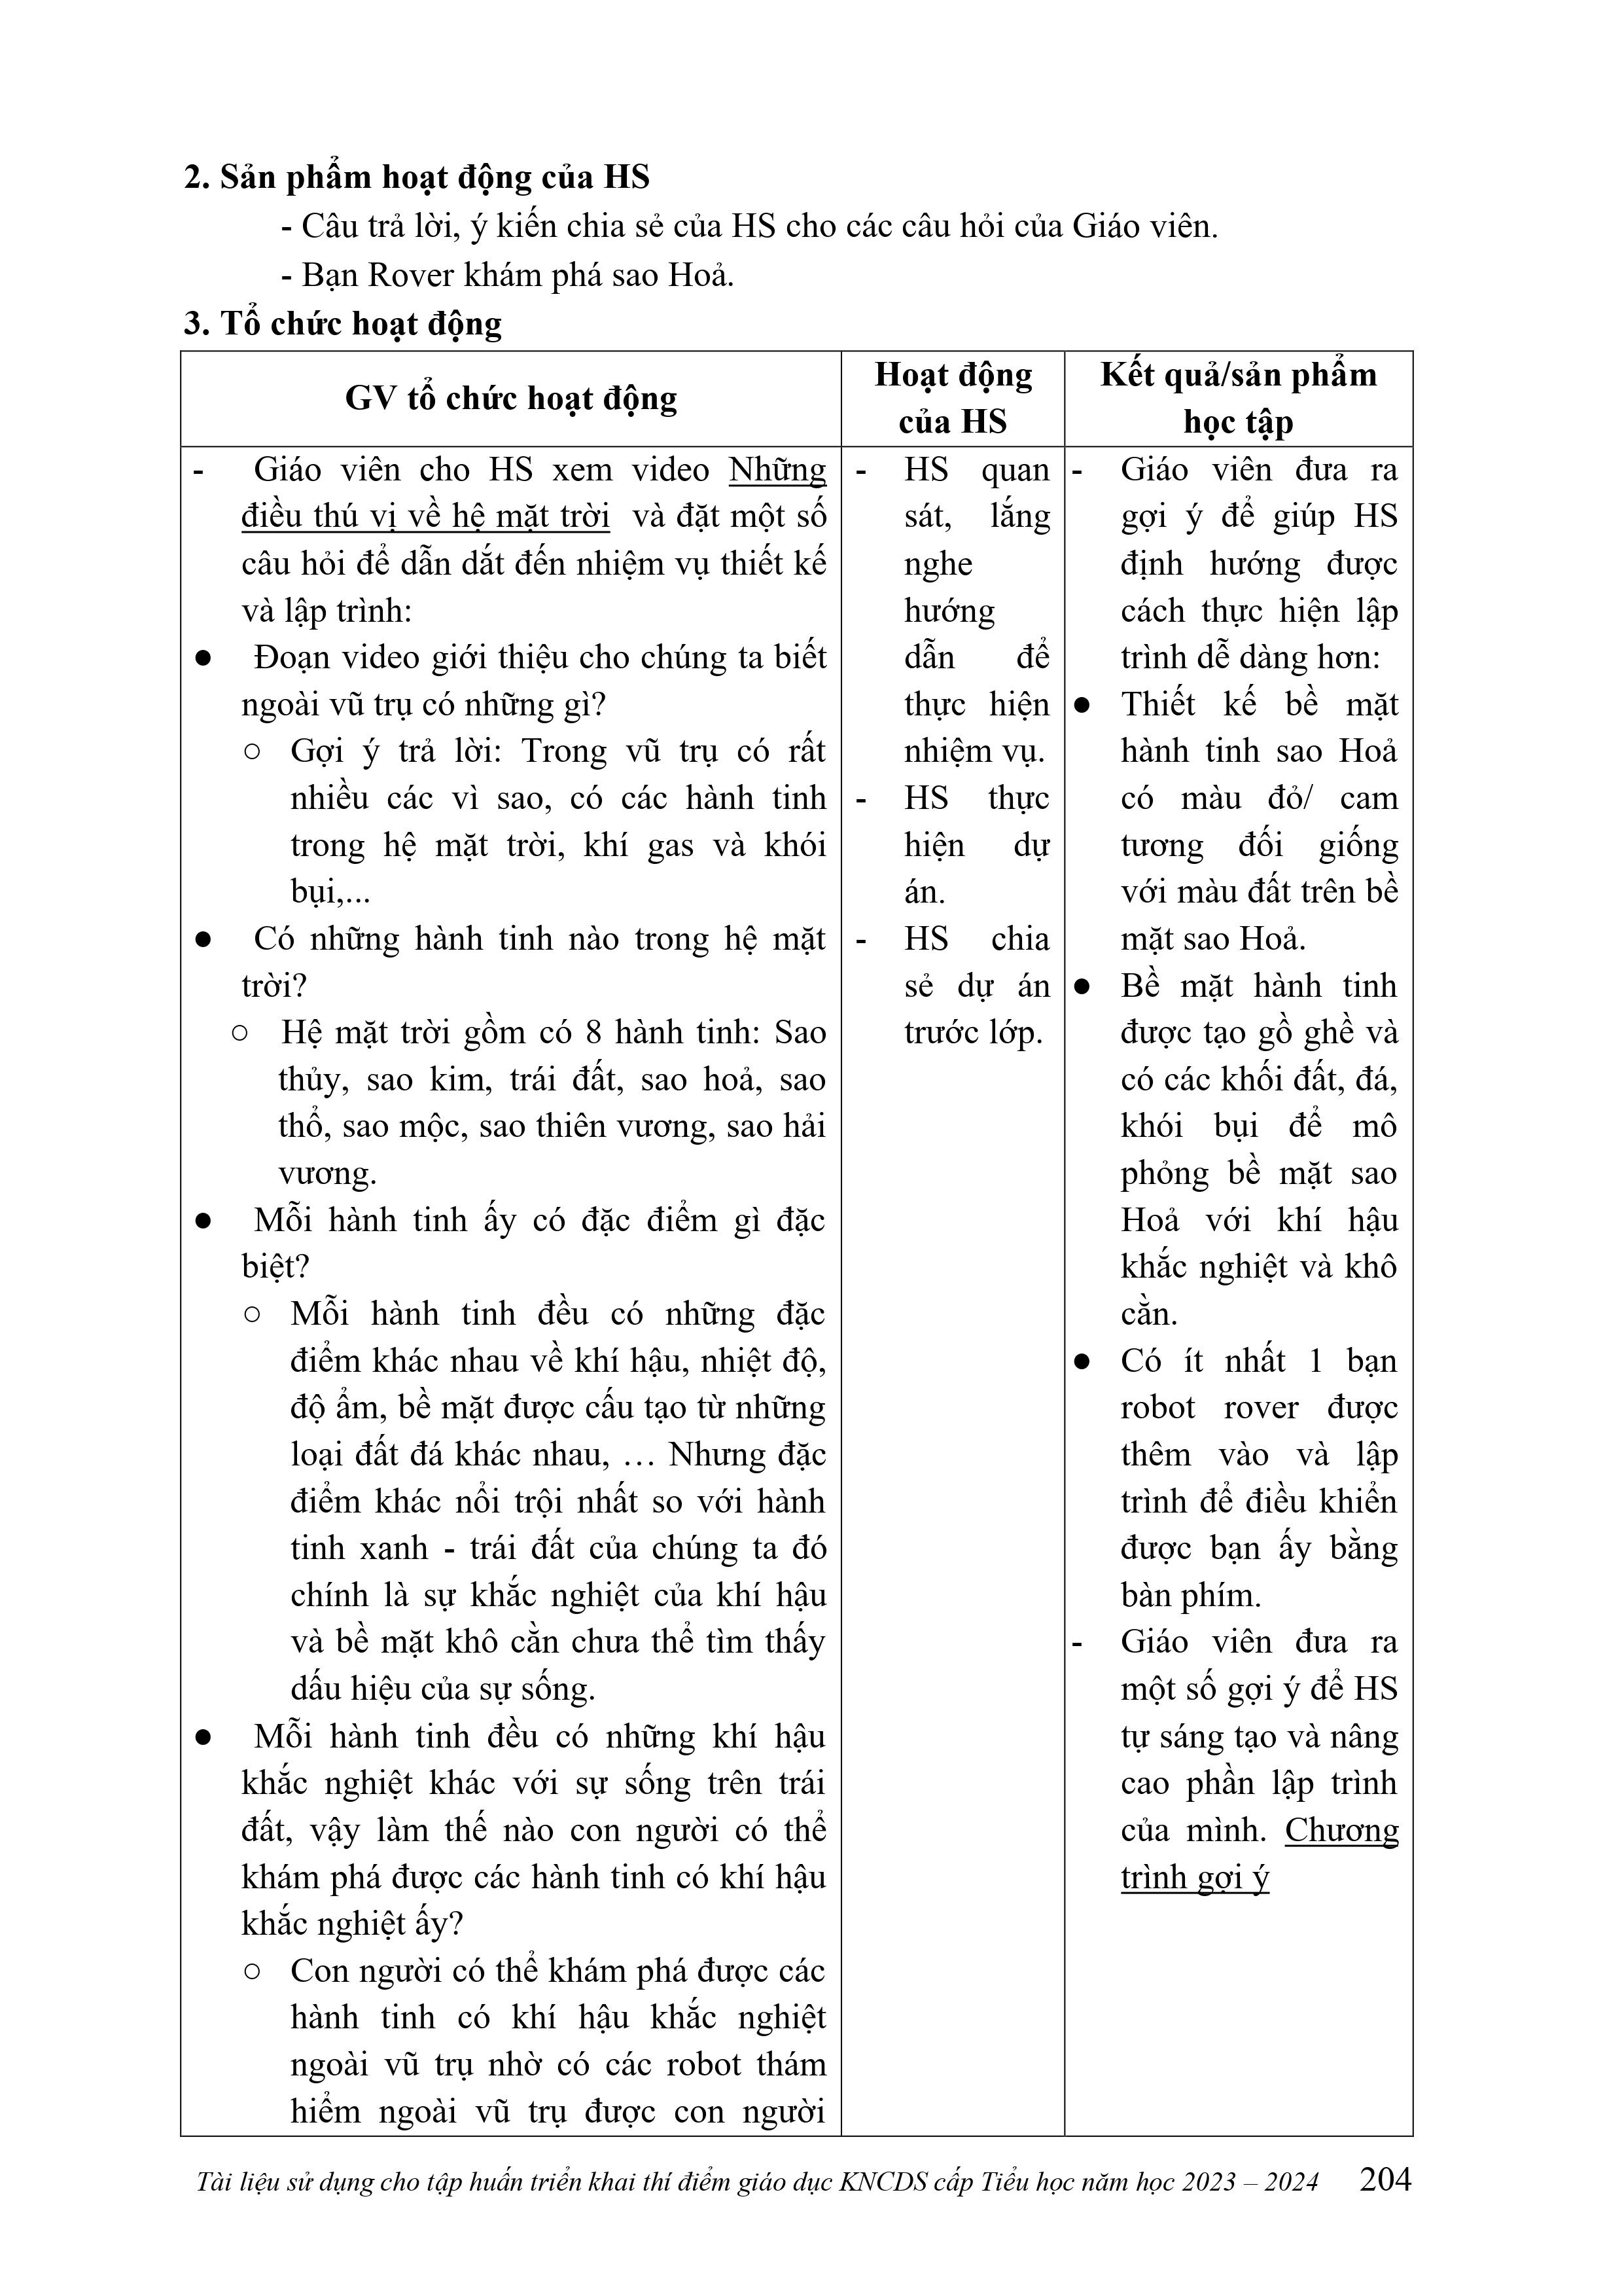 2. Sản phẩm hoạt động của HS
- Câu trả lời, ý kiến chia sẻ của HS cho các câu hỏi của Giáo viên.
- Bạn Rover khám phá sao Hoả.
3. Tổ chức hoạt động
GV tổ chức hoạt động
Hoạt động
của HS
Kết quả/sản phẩm
học tập
- Giáo viên cho HS xem video Những
điều thú vị về hệ mặt trời và đặt một số
câu hỏi để dẫn dắt đến nhiệm vụ thiết kế
và lập trình:
● Đoạn video giới thiệu cho chúng ta biết
ngoài vũ trụ có những gì?
○ Gợi ý trả lời: Trong vũ trụ có rất
nhiều các vì sao, có các hành tinh
trong hệ mặt trời, khí gas và khói
bụi,...
● Có những hành tinh nào trong hệ mặt
trời?
○ Hệ mặt trời gồm có 8 hành tinh: Sao
thủy, sao kim, trái đất, sao hoả, sao
thổ, sao mộc, sao thiên vương, sao hải
vương.
● Mỗi hành tinh ấy có đặc điểm gì đặc
biệt?
○ Mỗi hành tinh đều có những đặc
điểm khác nhau về khí hậu, nhiệt độ,
độ ẩm, bề mặt được cấu tạo từ những
loại đất đá khác nhau, … Nhưng đặc
điểm khác nổi trội nhất so với hành
tinh xanh - trái đất của chúng ta đó
chính là sự khắc nghiệt của khí hậu
và bề mặt khô cằn chưa thể tìm thấy
dấu hiệu của sự sống.
● Mỗi hành tinh đều có những khí hậu
khắc nghiệt khác với sự sống trên trái
đất, vậy làm thế nào con người có thể
khám phá được các hành tinh có khí hậu
khắc nghiệt ấy?
○ Con người có thể khám phá được các
hành tinh có khí hậu khắc nghiệt
ngoài vũ trụ nhờ có các robot thám
hiểm ngoài vũ trụ được con người
- HS quan
sát, lắng
nghe
hướng
dẫn để
thực hiện
nhiệm vụ.
- HS thực
hiện dự
án.
- HS chia
sẻ dự án
trước lớp.
- Giáo viên đưa ra
gợi ý để giúp HS
định hướng được
cách thực hiện lập
trình dễ dàng hơn:
● Thiết kế bề mặt
hành tinh sao Hoả
có màu đỏ/ cam
tương đối giống
với màu đất trên bề
mặt sao Hoả.
● Bề mặt hành tinh
được tạo gồ ghề và
có các khối đất, đá,
khói bụi để mô
phỏng bề mặt sao
Hoả với khí hậu
khắc nghiệt và khô
cằn.
● Có ít nhất 1 bạn
robot rover được
thêm vào và lập
trình để điều khiển
được bạn ấy bằng
bàn phím.
- Giáo viên đưa ra
một số gợi ý để HS
tự sáng tạo và nâng
cao phần lập trình
của mình. Chương
trình gợi ý
Tài liệu sử dụng cho tập huấn triển khai thí điểm giáo dục KNCDS cấp Tiểu học năm học 2023 – 2024 204